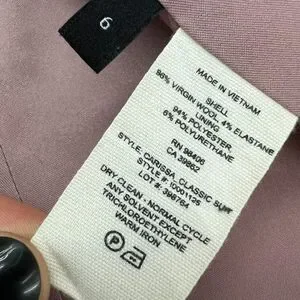 6
MADE IN VIETNAM
SHELL
96% VIRGIN WOOL, 4% ELASTANE
LINING
94% POLYESTER
6% POLYURETHANE
RN 98406
CA 39862
STYLE, CARISSA, CLASSIC SUIT
STYLE #: I0001125
LOT #: 398764
DRY CLEAN - NORMAL CYCLE
ANY SOLVENT EXCEPT
TRICHLOROETHYLENE
WARM IRON
P